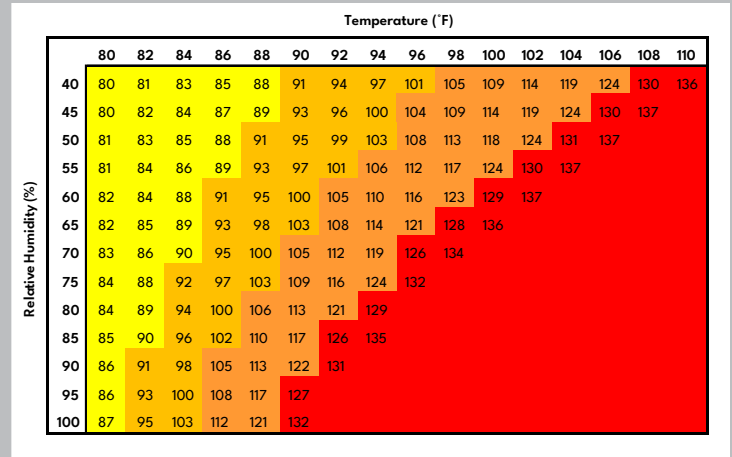 Temperature (˚F)
80 82 84 86 88 90 92 94 96 98 100 102 104 106 108 110
40 80 81 83 85 88 91 94 97 101 105 109 114 119 124 130 136
45 80 82 84 87 89 93 96 100 104 109 114 119 124 130 137
50 81 83 85 88 91 95 99 103 108 113 118 124 131 137
55 81 84 86 89 93 97 101 106 112 117 124 130 137
60 82 84 88 91 95 100 105 110 116 123 129 137
65 82 85 89 93 98 103 108 114 121 128 136
70 83 86 90 95 100 105 112 119 126 134
75 84 88 92 97 103 109 116 124 132
80 84 89 94 100 106 113 121 129
85 85 90 96 102 110 117 126 135
90 86 91 98 105 113 122 131
95 86 93 100 108 117 127
100 87 95 103 112 121 132
Relative Humidity (%)